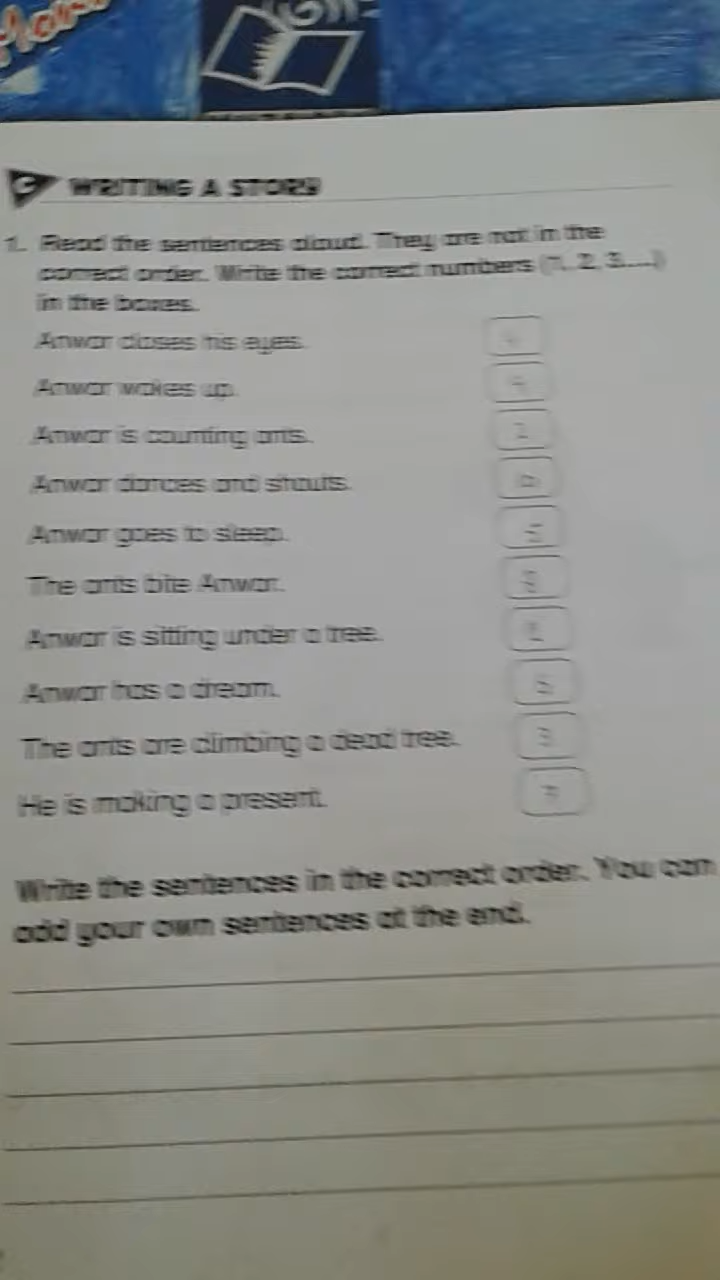 WRITING A STORY
1. Read the sentences aloud. They are not in the
correct order. Write the correct numbers (1, 2, 3.....)
in the boxes.
Anwar closes his eyes.
Anwar wakes up.
Anwar is counting ants.
Anwar dances and shouts.
Anwar goes to sleep.
5
The ants bite Anwar.
Anwar is sitting under a tree.
Anwar has a dream.
The ants are climbing a dead tree.
3
He is making a present.
Write the sentences in the correct order. You can
add your own sentences at the end.